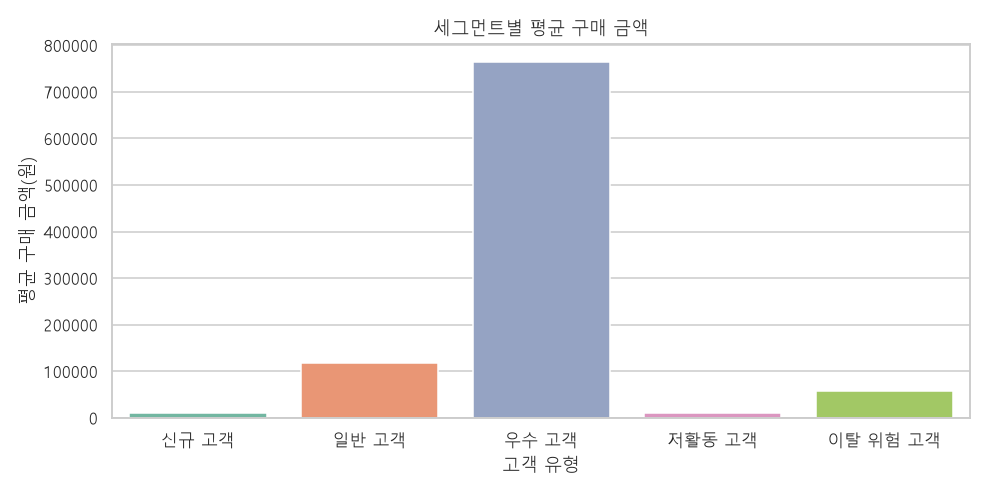 세그먼트별 평균 구매 금액
평균 구매 금액(원)
800000
700000
600000
500000
400000
300000
200000
100000
0
신규 고객
일반 고객
우수 고객
저활동 고객
이탈 위험 고객
고객 유형